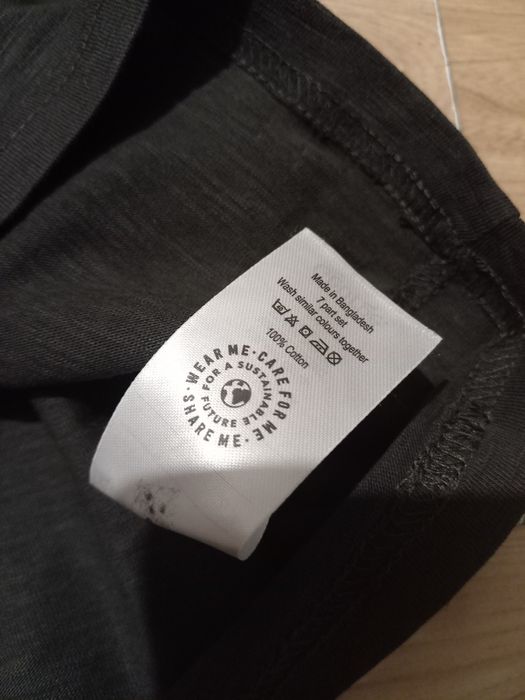 Made in Bangladesh
7 part set
Wash similar colours together
100% Cotton
WEAR ME · CARE FOR ME · SHARE ME ·
FOR A SUSTAINABLE FUTURE